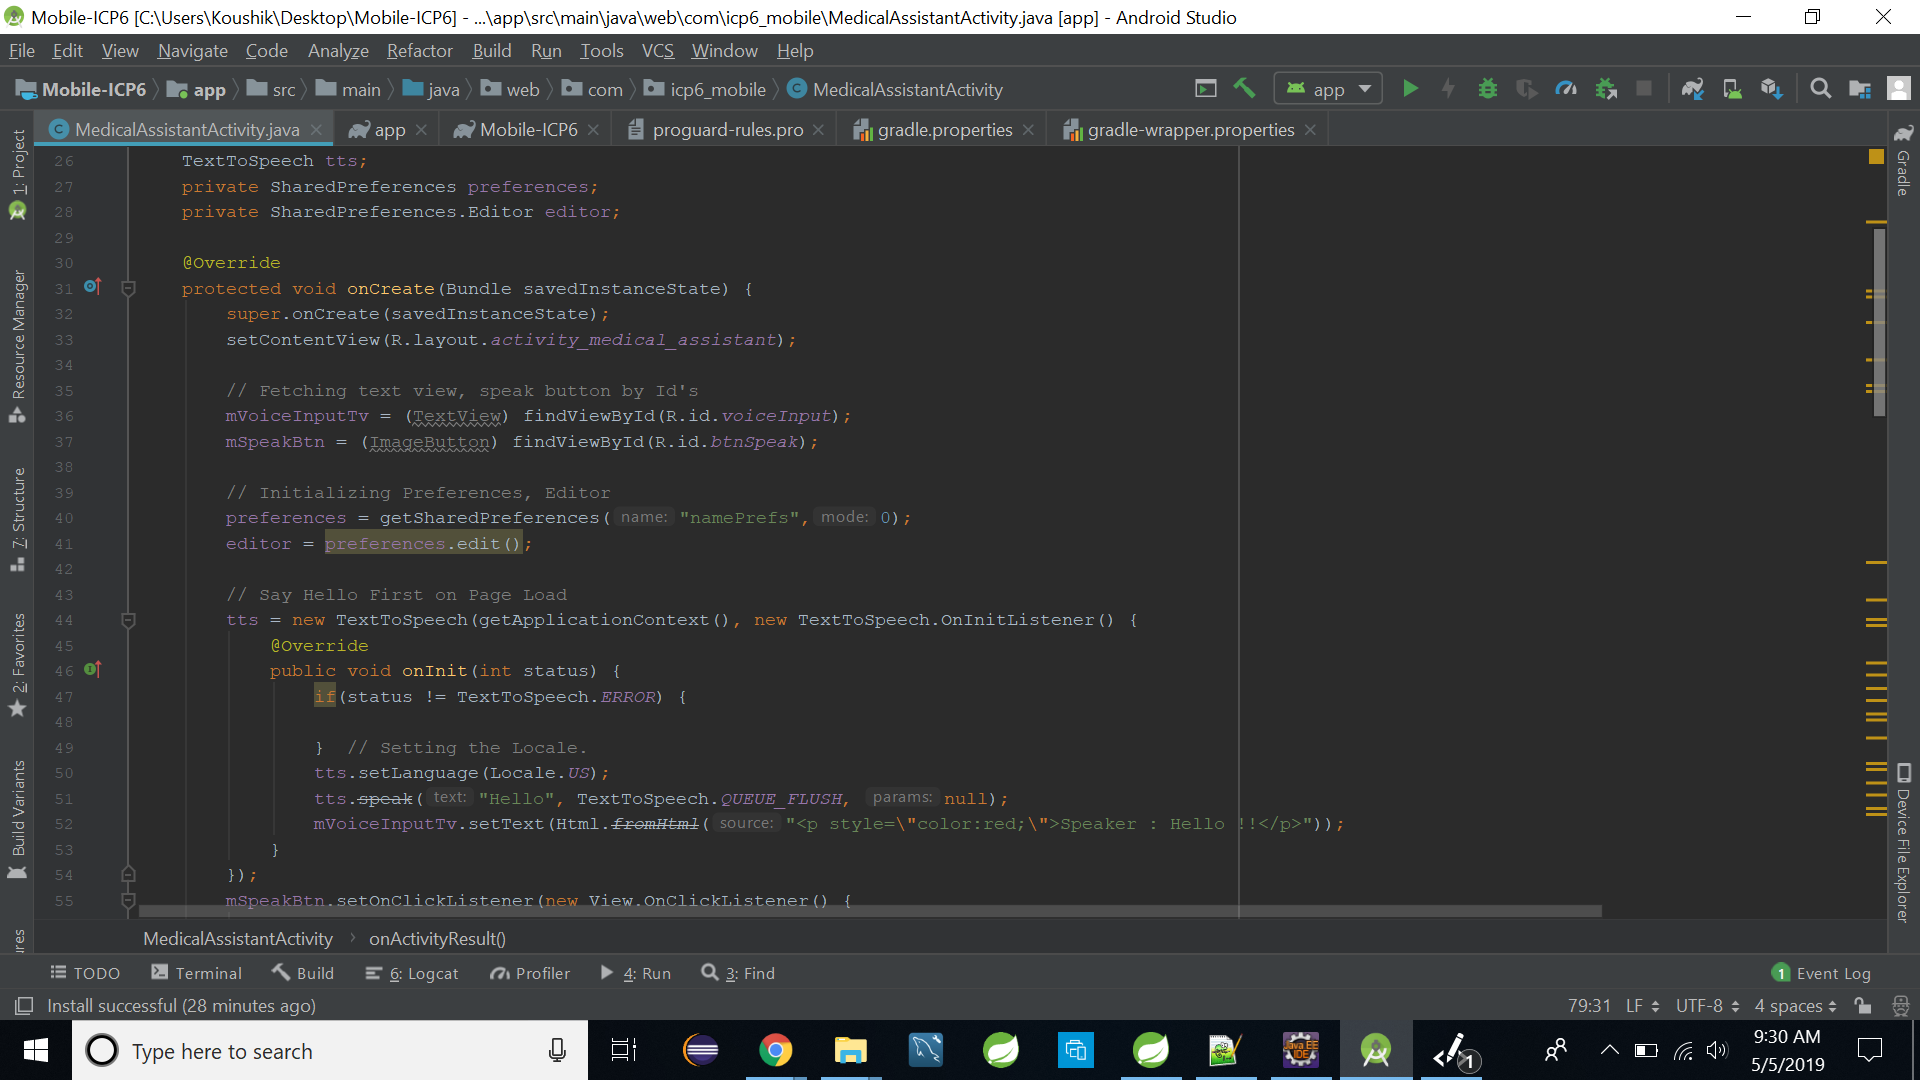 Mobile-ICP6 [C:\Users\Koushik\Desktop\Mobile-ICP6] - ...\app\src\main\java\web\com\icp6_mobile\MedicalAssistantActivity.java [app] - Android Studio
File Edit View Navigate Code Analyze Refactor Build Run Tools VCS Window Help
Mobile-ICP6 app src main java web com icp6_mobile MedicalAssistantActivity app
MedicalAssistantActivity.java app Mobile-ICP6 proguard-rules.pro gradle.properties gradle-wrapper.properties
1: Project
Resource Manager
7: Structure
2: Favorites
Build Variants
Gradle
Device File Explorer
26 TextToSpeech tts;
27 private SharedPreferences preferences;
28 private SharedPreferences.Editor editor;
29
30 @Override
31 protected void onCreate(Bundle savedInstanceState) {
32 super.onCreate(savedInstanceState);
33 setContentView(R.layout.activity_medical_assistant);
34
35 // Fetching text view, speak button by Id's
36 mVoiceInputTv = (TextView) findViewById(R.id.voiceInput);
37 mSpeakBtn = (ImageButton) findViewById(R.id.btnSpeak);
38
39 // Initializing Preferences, Editor
40 preferences = getSharedPreferences( name: "namePrefs", mode: 0);
41 editor = preferences.edit();
42
43 // Say Hello First on Page Load
44 tts = new TextToSpeech(getApplicationContext(), new TextToSpeech.OnInitListener() {
45 @Override
46 public void onInit(int status) {
47 if(status != TextToSpeech.ERROR) {
48
49 } // Setting the Locale.
50 tts.setLanguage(Locale.US);
51 tts.speak( text: "Hello", TextToSpeech.QUEUE_FLUSH, params: null);
52 mVoiceInputTv.setText(Html.fromHtml( source: "<p style=\"color:red;\">Speaker : Hello !!</p>"));
53 }
54 });
55 mSpeakBtn.setOnClickListener(new View.OnClickListener() {
MedicalAssistantActivity onActivityResult()
TODO Terminal Build 6: Logcat Profiler 4: Run 3: Find 1 Event Log
Install successful (28 minutes ago) 79:31 LF UTF-8 4 spaces
Type here to search
Java EE IDE
1
9:30 AM
5/5/2019